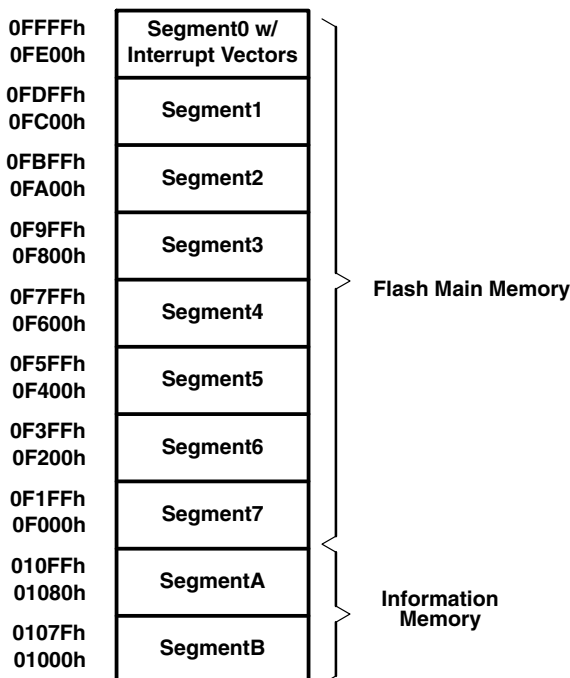 0FFFFh
0FE00h
Segment0 w/
Interrupt Vectors
0FDFFh
0FC00h
Segment1
0FBFFh
0FA00h
Segment2
0F9FFh
0F800h
Segment3
0F7FFh
0F600h
Segment4
Flash Main Memory
0F5FFh
0F400h
Segment5
0F3FFh
0F200h
Segment6
0F1FFh
0F000h
Segment7
010FFh
01080h
SegmentA
Information
Memory
0107Fh
01000h
SegmentB